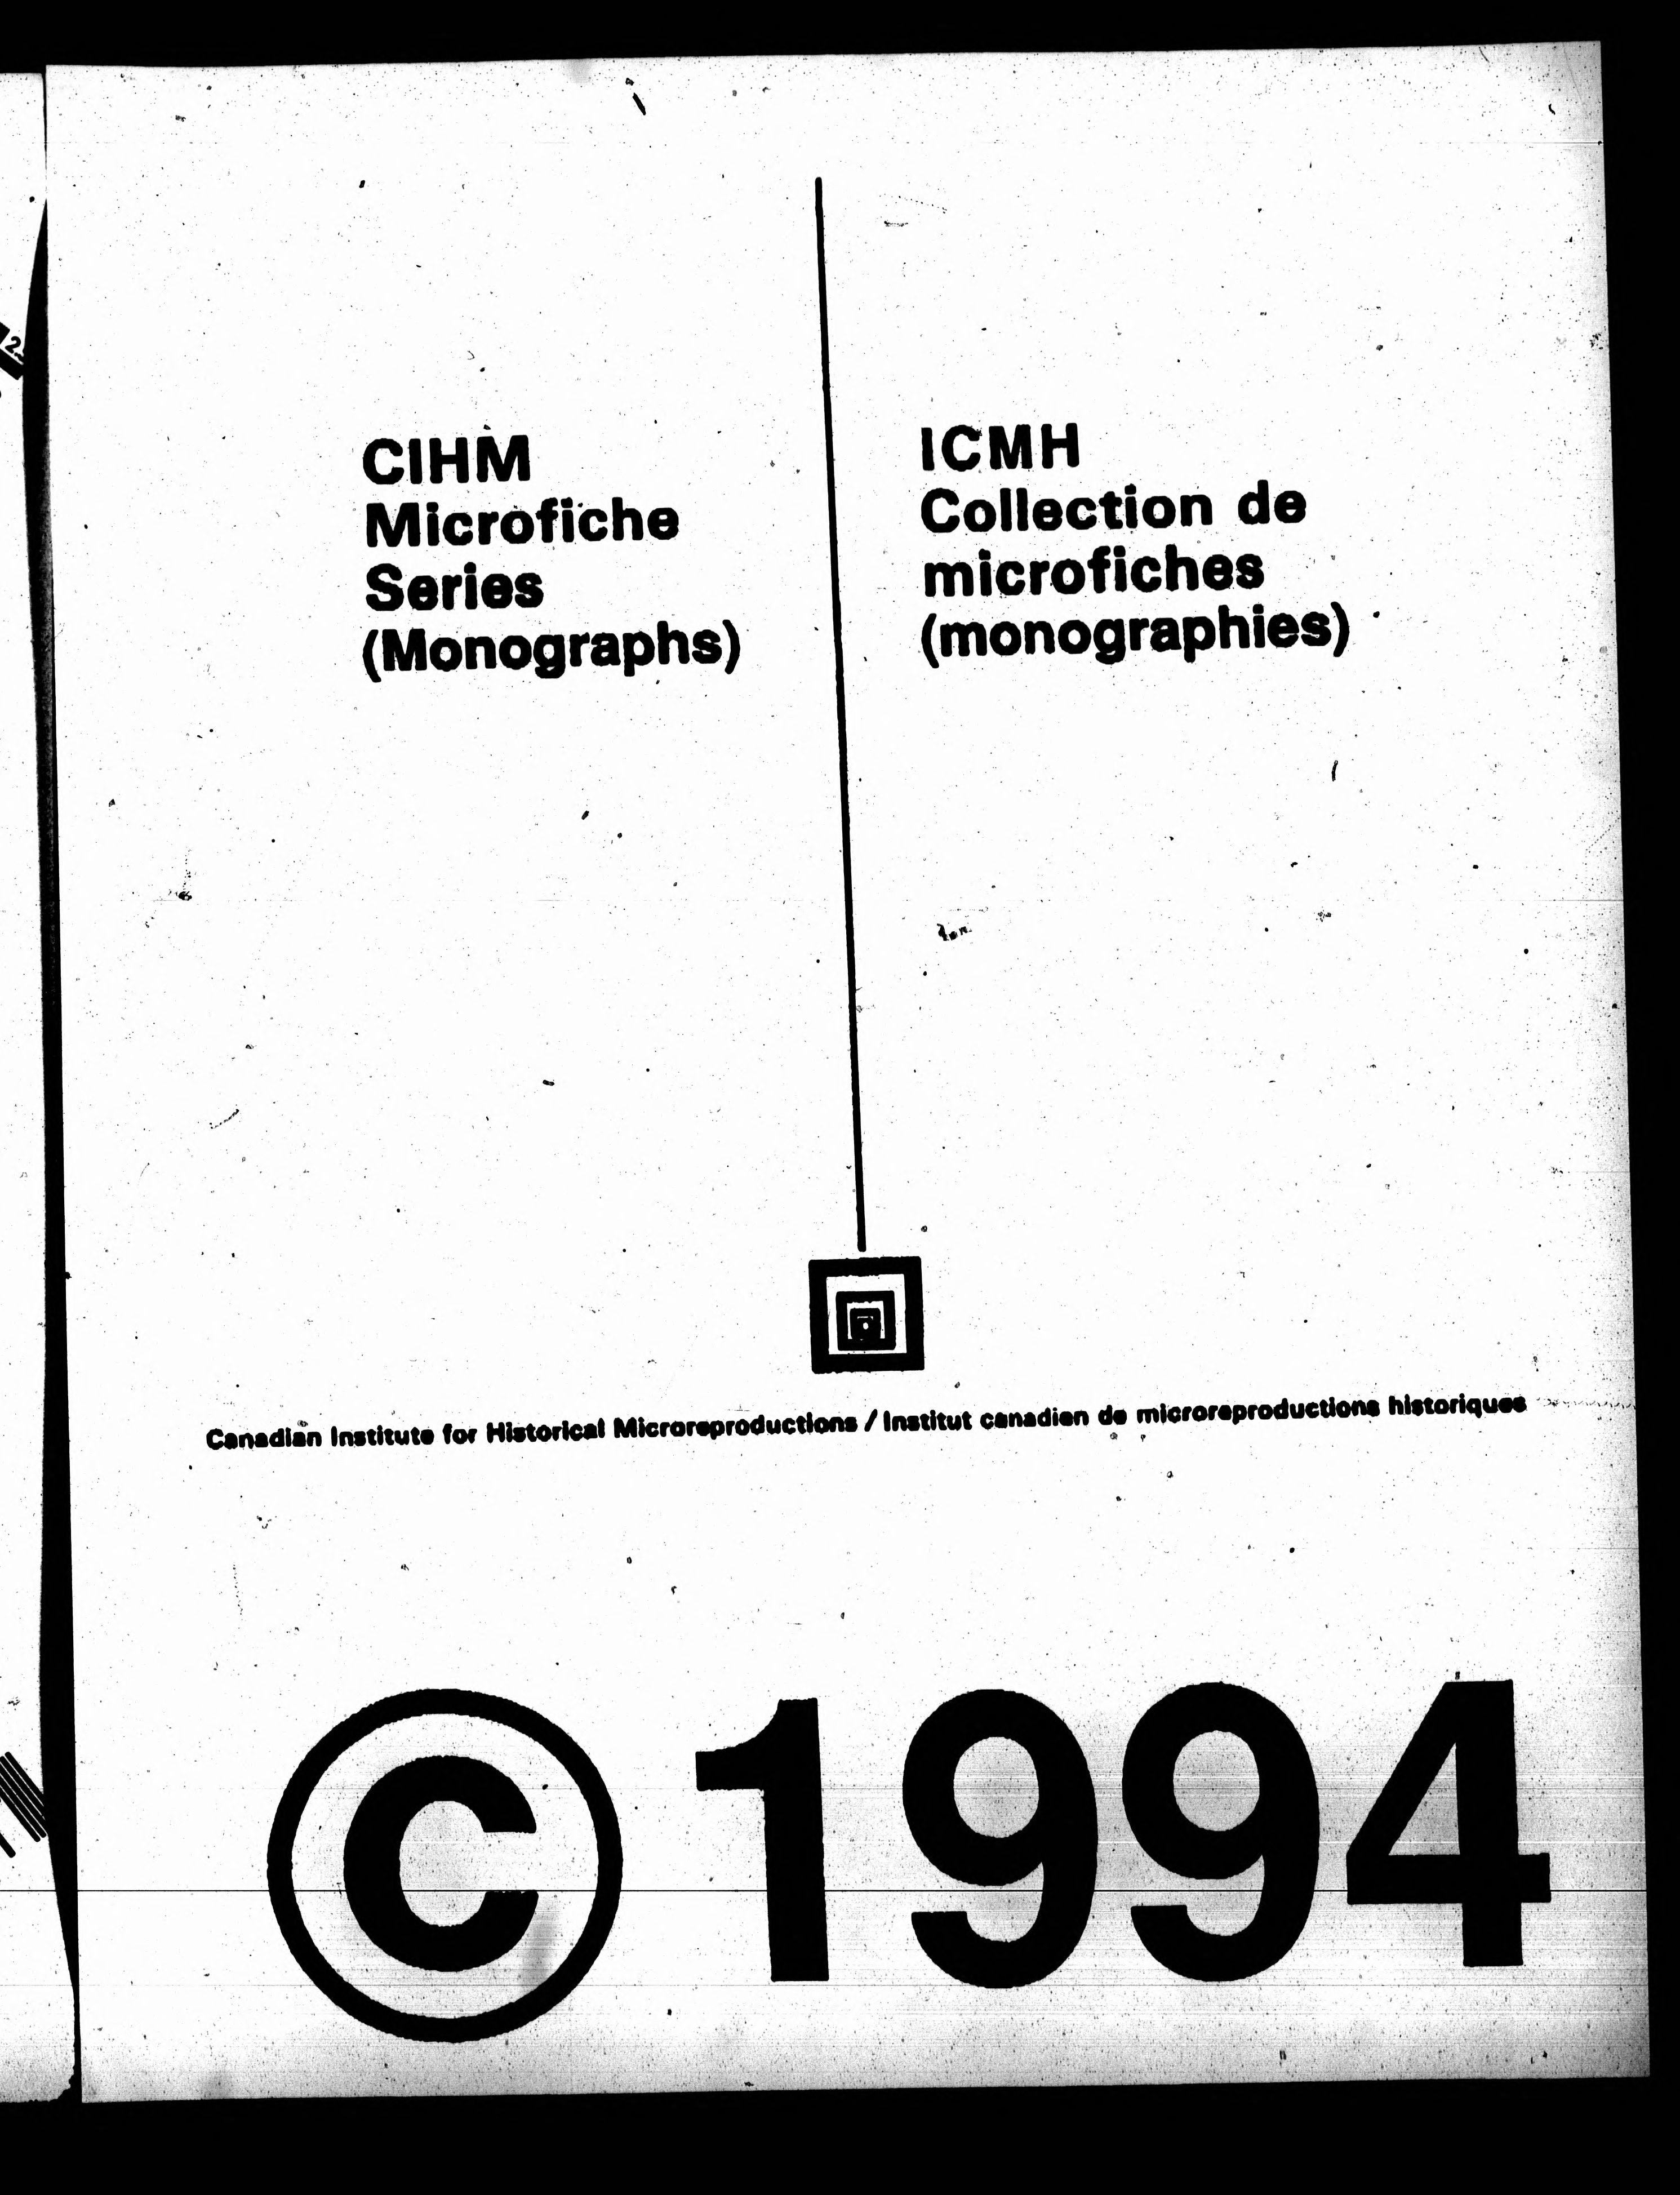 CIHM
Microfiche
Series
(Monographs)
ICMH
Collection de
microfiches
(monographies)
Canadian Institute for Historical Microreproductions / Institut canadien de microreproductions historiques
© 1994